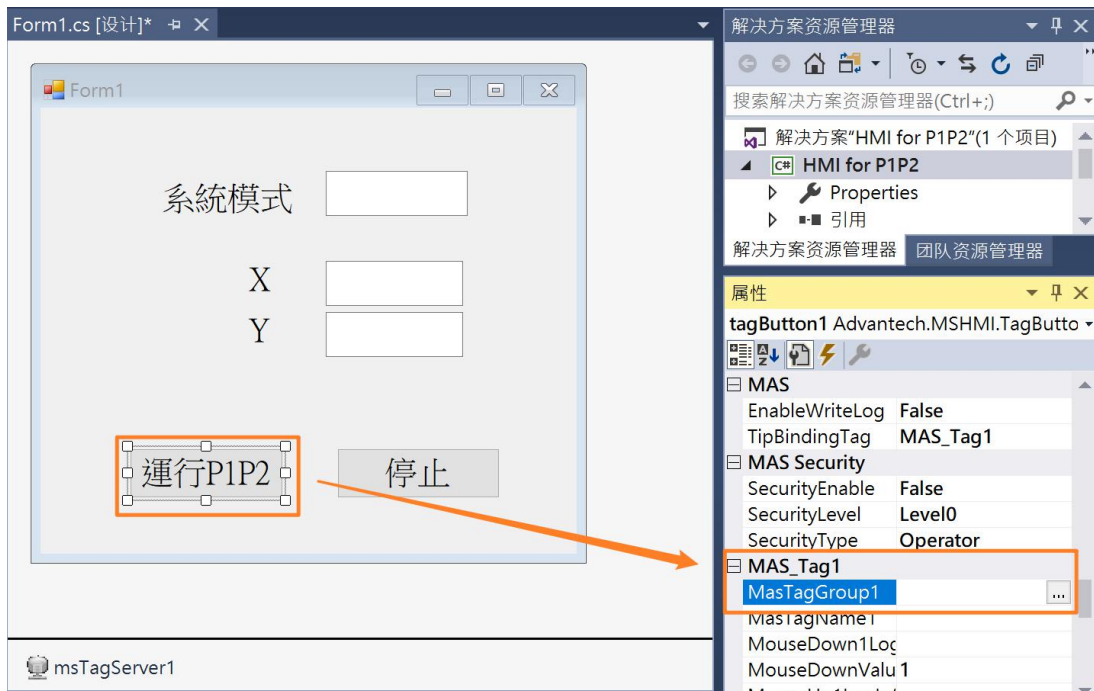 Form1.cs [设计]*
Form1
系統模式
X
Y
運行P1P2
停止
msTagServer1
解决方案资源管理器
搜索解决方案资源管理器(Ctrl+;)
解决方案"HMI for P1P2"(1 个项目)
C# HMI for P1P2
Properties
引用
解决方案资源管理器 团队资源管理器
属性
tagButton1 Advantech.MSHMI.TagButto
MAS
EnableWriteLog False
TipBindingTag MAS_Tag1
MAS Security
SecurityEnable False
SecurityLevel Level0
SecurityType Operator
MAS_Tag1
MasTagGroup1 ...
MasTagName1
MouseDown1Log
MouseDownValu 1